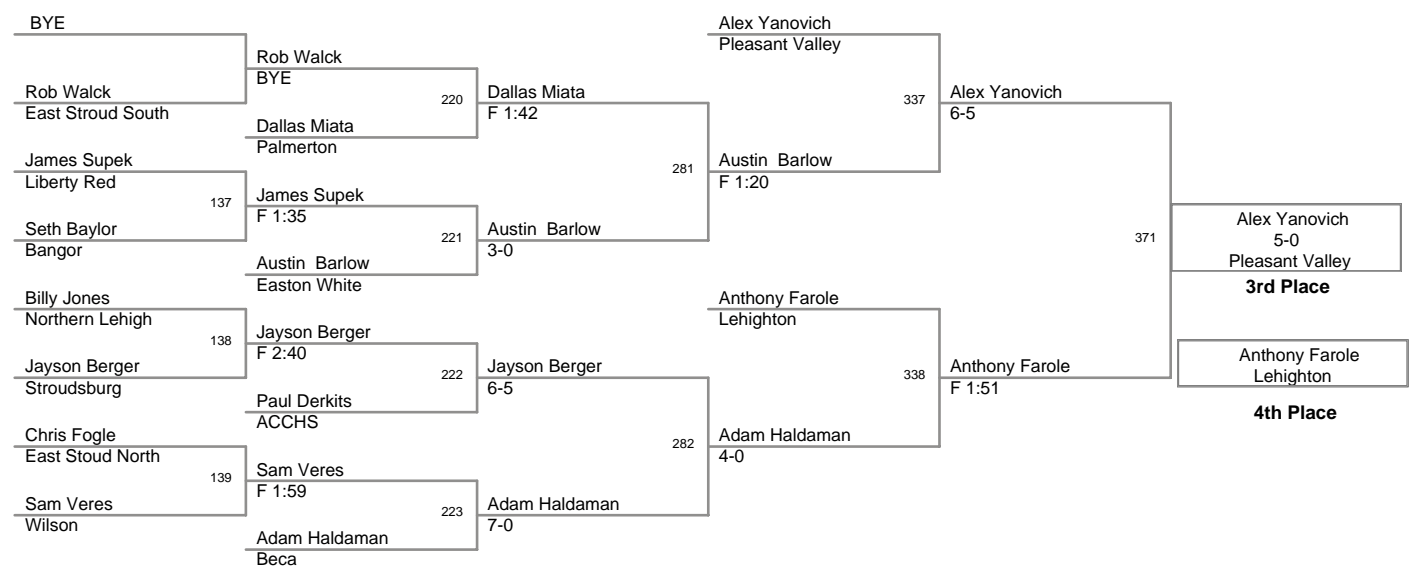 BYE
Rob Walck
East Stroud South
James Supek
Liberty Red
137
Seth Baylor
Bangor
Billy Jones
Northern Lehigh
138
Jayson Berger
Stroudsburg
Chris Fogle
East Stoud North
139
Sam Veres
Wilson
Rob Walck
BYE
220
Dallas Miata
Palmerton
James Supek
F 1:35
221
Austin Barlow
Easton White
Jayson Berger
F 2:40
222
Paul Derkits
ACCHS
Sam Veres
F 1:59
223
Adam Haldaman
Beca
Dallas Miata
F 1:42
281
Austin Barlow
3-0
Jayson Berger
6-5
282
Adam Haldaman
7-0
Alex Yanovich
Pleasant Valley
337
Austin Barlow
F 1:20
Anthony Farole
Lehighton
338
Adam Haldaman
4-0
Alex Yanovich
6-5
371
Anthony Farole
F 1:51
Alex Yanovich
5-0
Pleasant Valley
3rd Place
Anthony Farole
Lehighton
4th Place